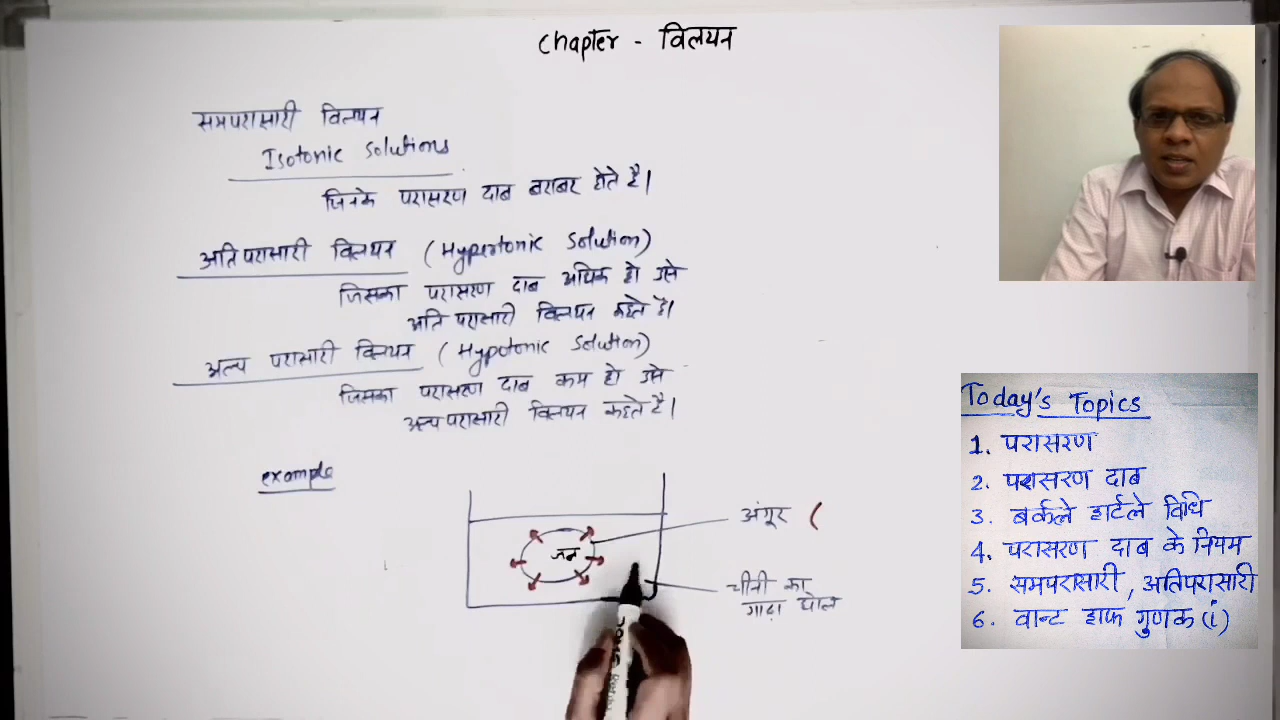 Chapter - विलयन
समपरासारी विलयन
Isotonic Solutions
जिनके परासरण दाब बराबर होते है।
अतिपरासारी विलयन (Hypertonic Solution)
जिसका परासरण दाब अधिक हो उसे
अति परासारी विलयन कहते है।
अल्प परासारी विलयन (Hypotonic Solution)
जिसका परासरण दाब कम हो उसे
अल्प परासारी विलयन कहते है।
example
अंगूर (
जल
चीनी का
गाढ़ा घोल
Today's Topics
1. परासरण
2. परासरण दाब
3. बर्कले हार्टले विधि
4. परासरण दाब के नियम
5. समपरासारी, अतिपरासारी
6. वान्ट हाफ गुणक (i)